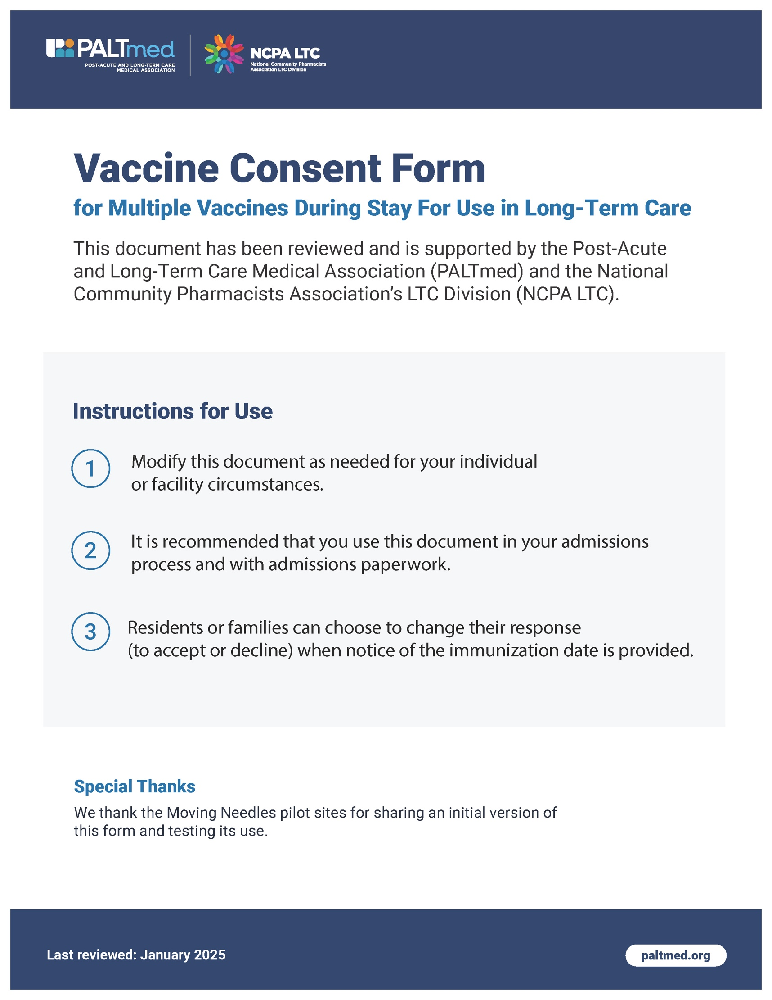 PALTmed
POST-ACUTE AND LONG-TERM CARE
MEDICAL ASSOCIATION
NCPA LTC
National Community Pharmacists
Association LTC Division
Vaccine Consent Form
for Multiple Vaccines During Stay For Use in Long-Term Care
This document has been reviewed and is supported by the Post-Acute
and Long-Term Care Medical Association (PALTmed) and the National
Community Pharmacists Association’s LTC Division (NCPA LTC).
Instructions for Use
1
Modify this document as needed for your individual
or facility circumstances.
2
It is recommended that you use this document in your admissions
process and with admissions paperwork.
3
Residents or families can choose to change their response
(to accept or decline) when notice of the immunization date is provided.
Special Thanks
We thank the Moving Needles pilot sites for sharing an initial version of
this form and testing its use.
Last reviewed: January 2025
paltmed.org